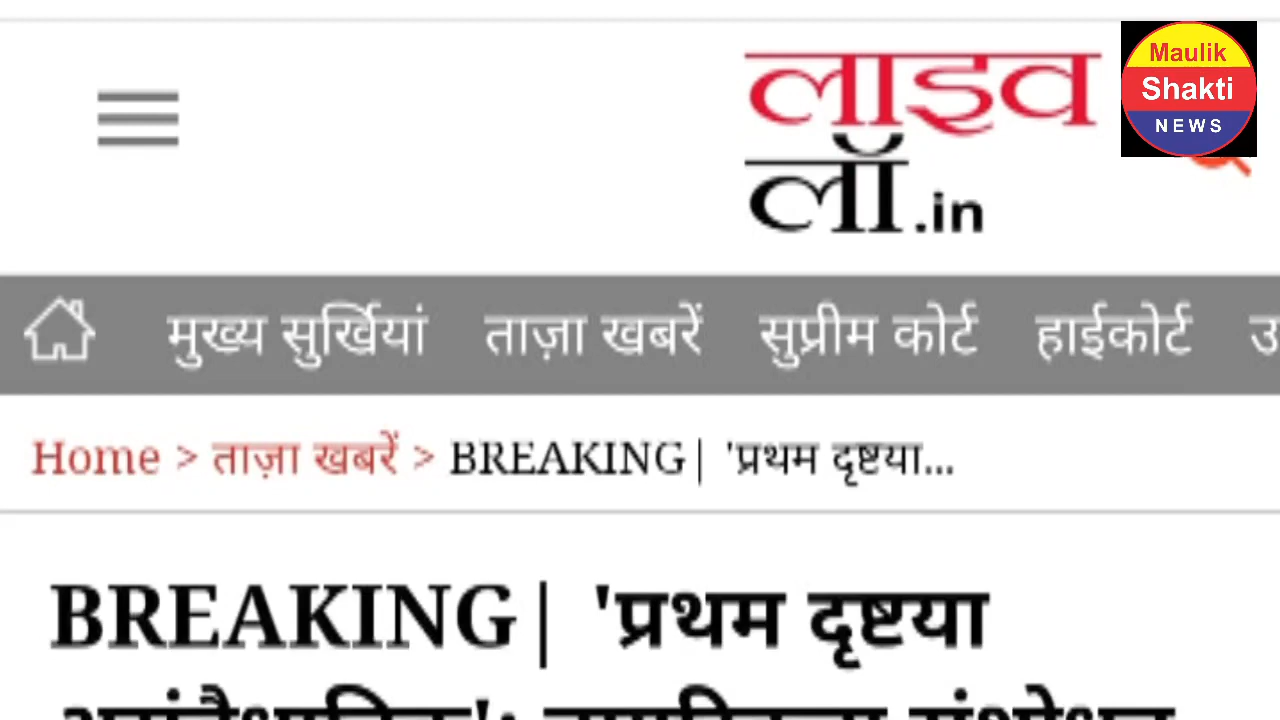 लाइव
लॉ.in
Maulik
Shakti
NEWS
मुख्य सुर्खियां ताज़ा खबरें सुप्रीम कोर्ट हाईकोर्ट
Home > ताज़ा खबरें > BREAKING| 'प्रथम दृष्टया...
BREAKING| 'प्रथम दृष्टया